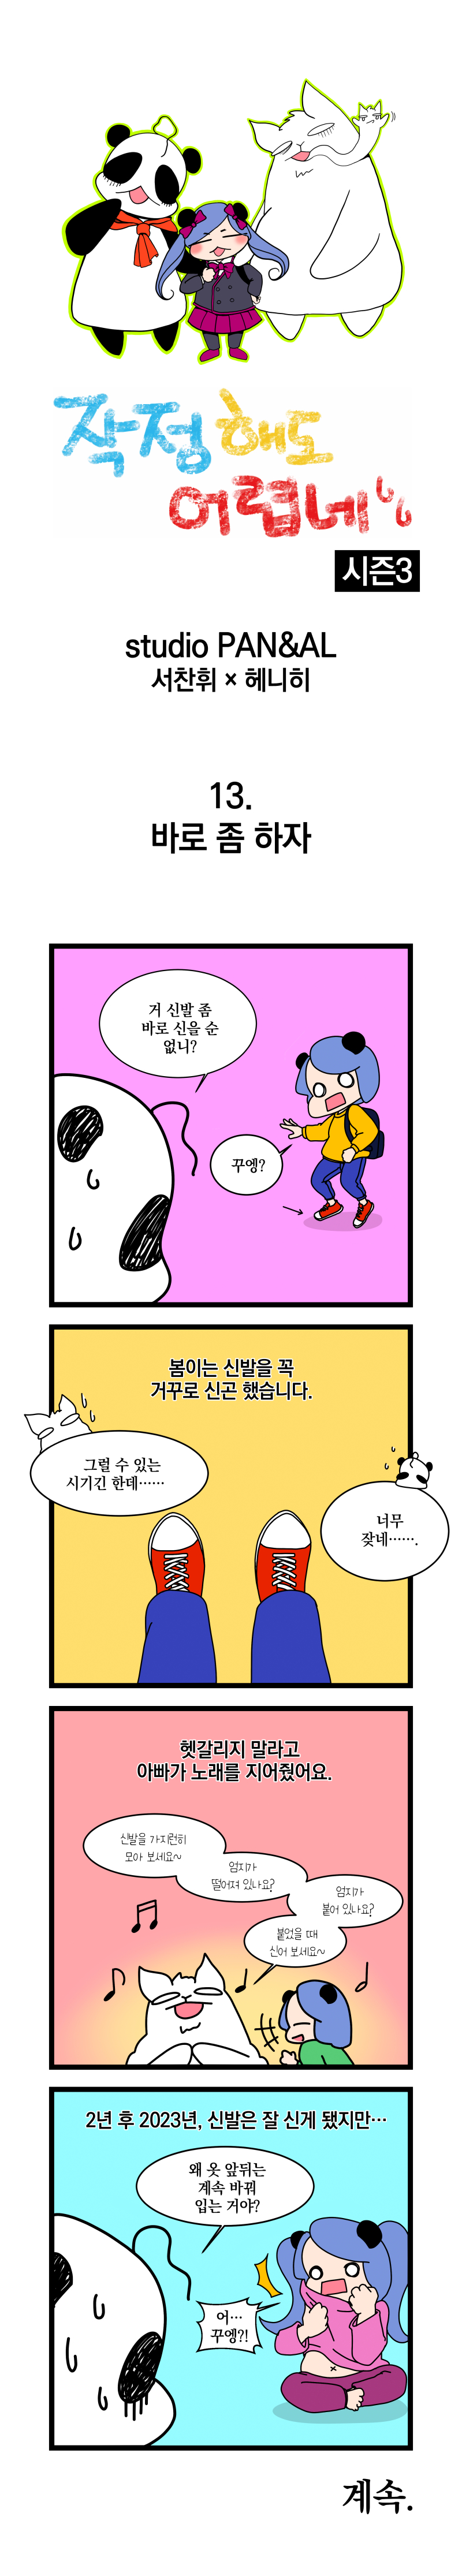 작정해도
어렵네
시즌3
studio PAN&AL
서찬휘 × 헤니히
13.
바로 좀 하자
거 신발 좀
바로 신을 순
없니?
꾸엥?
봄이는 신발을 꼭
거꾸로 신곤 했습니다.
그럴 수 있는
시기긴 한데……
너무
잦네…….
헷갈리지 말라고
아빠가 노래를 지어줬어요.
신발을 가지런히
모아 보세요~
엄지가
떨어져 있나요?
엄지가
붙어 있나요?
붙었을 때
신어 보세요~
2년 후 2023년, 신발은 잘 신게 됐지만…
왜 옷 앞뒤는
계속 바꿔
입는 거야?
어…
꾸엥?!
계속.